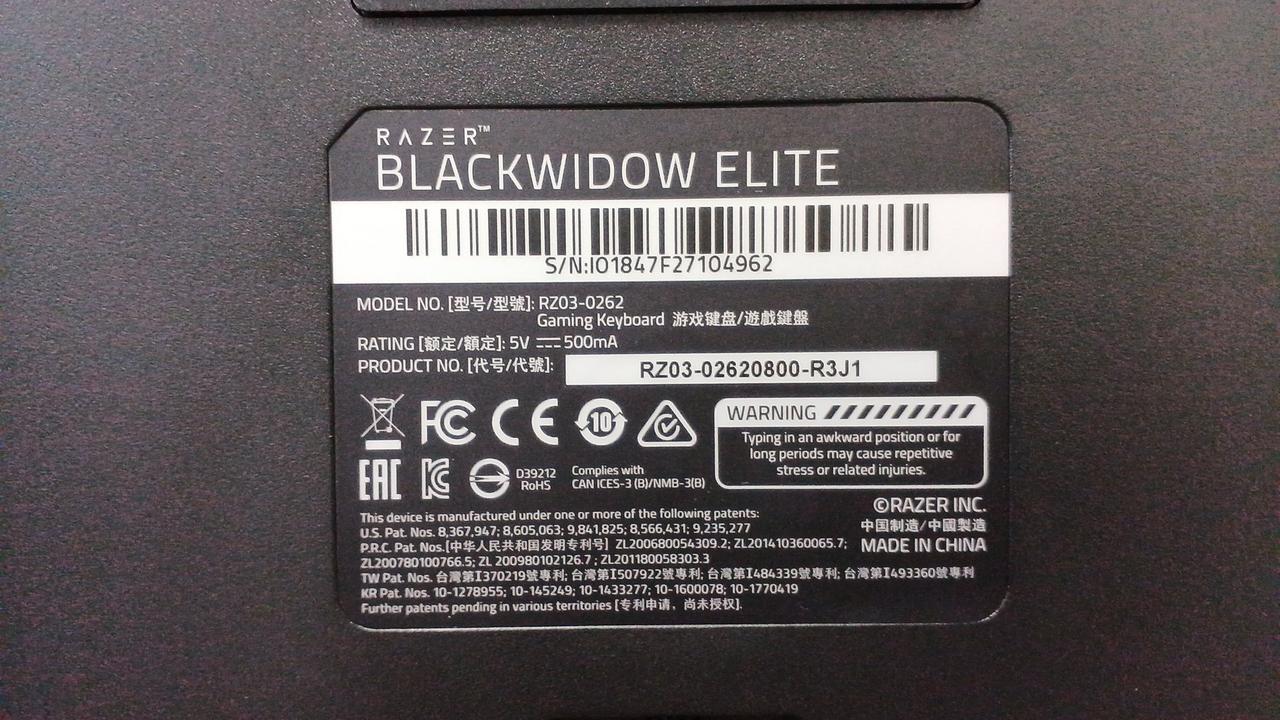 RAZER™
BLACKWIDOW ELITE
S/N:IO1847F27104962
MODEL NO. [型号/型號]: RZ03-0262
Gaming Keyboard 游戏键盘/遊戲鍵盤
RATING [额定/額定]: 5V ⎓ 500mA
PRODUCT NO. [代号/代號]: RZ03-02620800-R3J1
FC CE 10
WARNING
Typing in an awkward position or for
long periods may cause repetitive
stress or related injuries.
EAC KC D39212
RoHS
Complies with
CAN ICES-3 (B)/NMB-3(B)
©RAZER INC.
中国制造/中國製造
MADE IN CHINA
This device is manufactured under one or more of the following patents:
U.S. Pat. Nos. 8,367,947; 8,605,063; 9,841,825; 8,566,431; 9,235,277
P.R.C. Pat. Nos.[中华人民共和国发明专利号] ZL200680054309.2; ZL201410360065.7;
ZL200780100766.5; ZL 200980102126.7 ; ZL201180058303.3
TW Pat. Nos. 台灣第I370219號專利; 台灣第I507922號專利; 台灣第I484339號專利; 台灣第I493360號專利
KR Pat. Nos. 10-1278955; 10-145249; 10-1433277; 10-1600078; 10-1770419
Further patents pending in various territories [专利申请，尚未授权].